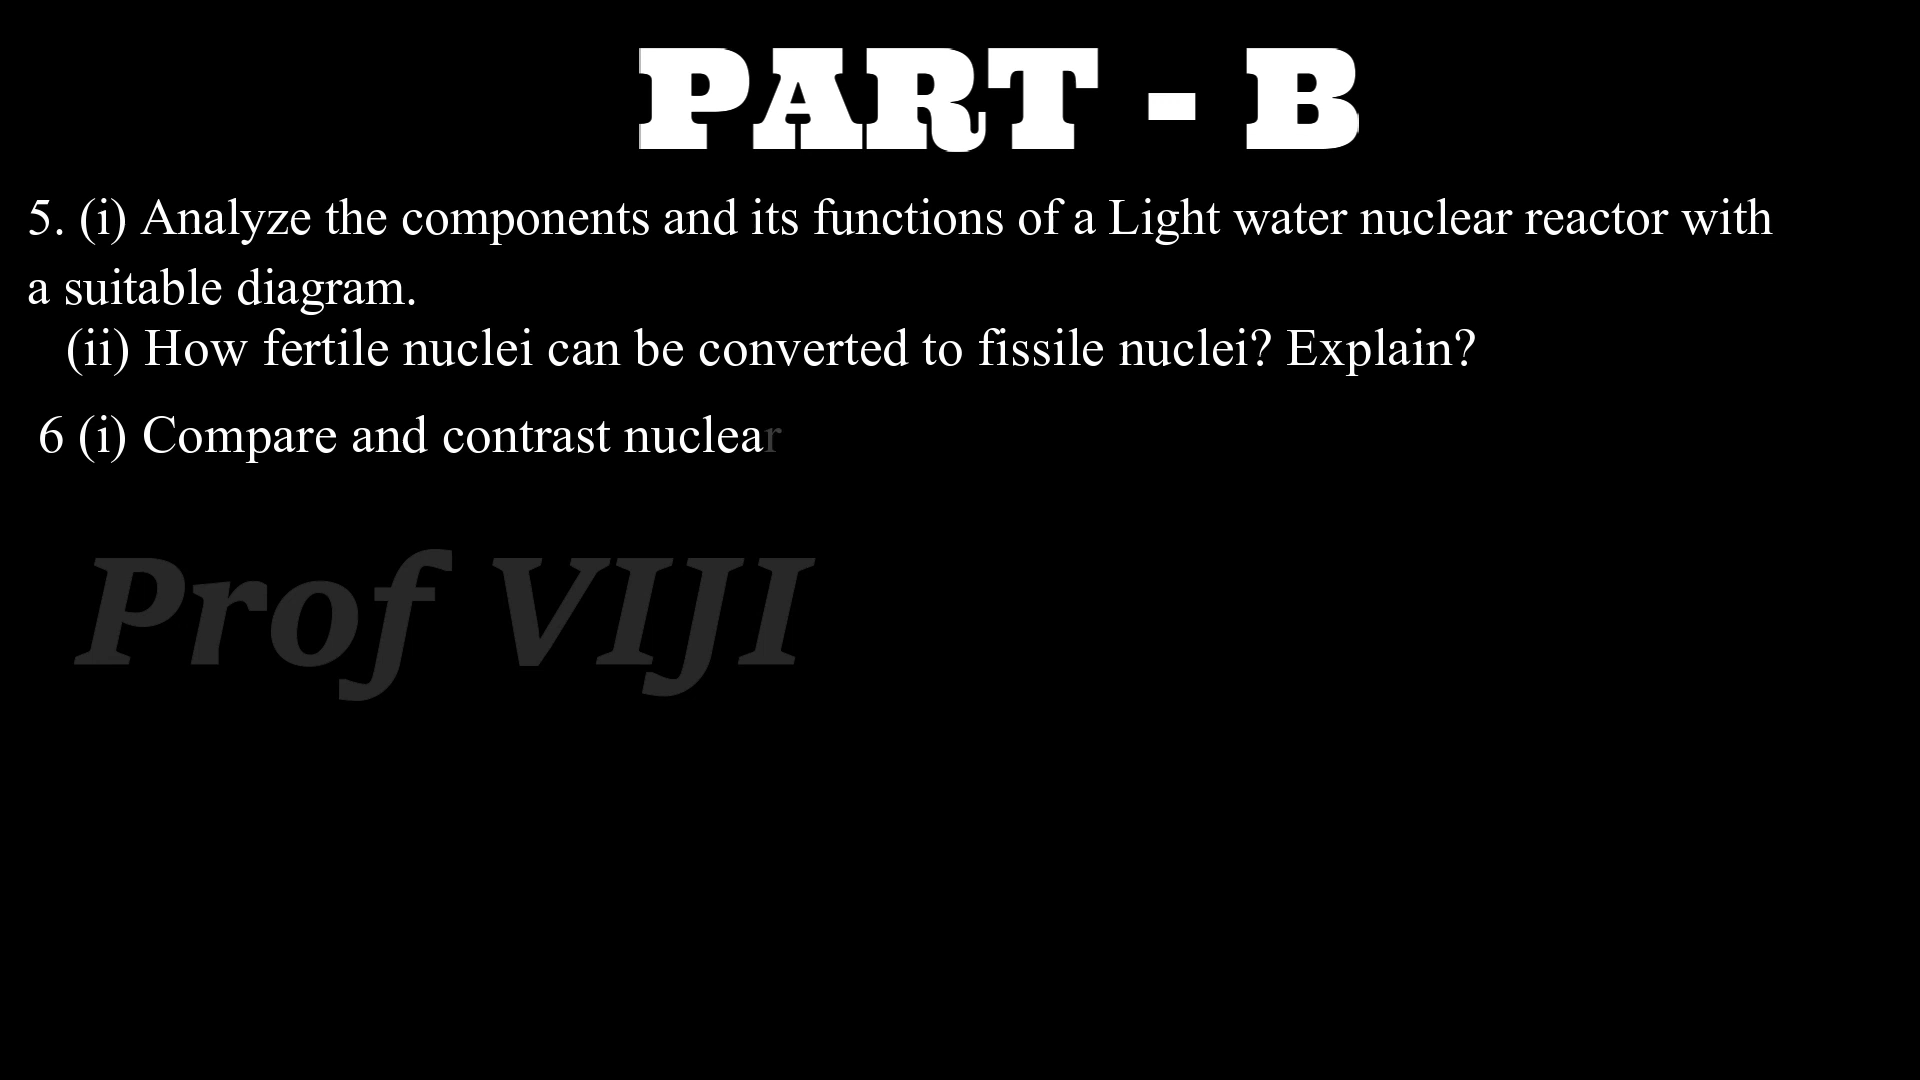 PART - B
5. (i) Analyze the components and its functions of a Light water nuclear reactor with
a suitable diagram.
(ii) How fertile nuclei can be converted to fissile nuclei? Explain?
6 (i) Compare and contrast nuclear
Prof VIJI